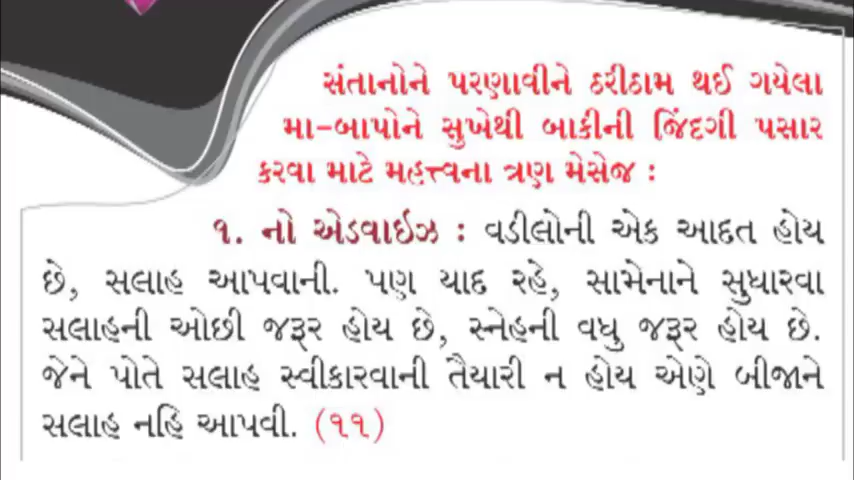 સંતાનોને પરણાવીને ઠરીઠામ થઈ ગયેલા
મા-બાપોને સુખેથી બાકીની જિંદગી પસાર
કરવા માટે મહત્ત્વના ત્રણ મેસેજ :
૧. નો એડવાઇઝ : વડીલોની એક આદત હોય
છે, સલાહ આપવાની. પણ યાદ રહે, સામેનાને સુધારવા
સલાહની ઓછી જરૂર હોય છે, સ્નેહની વધુ જરૂર હોય છે.
જેને પોતે સલાહ સ્વીકારવાની તૈયારી ન હોય એણે બીજાને
સલાહ નહિ આપવી. (૧૧)